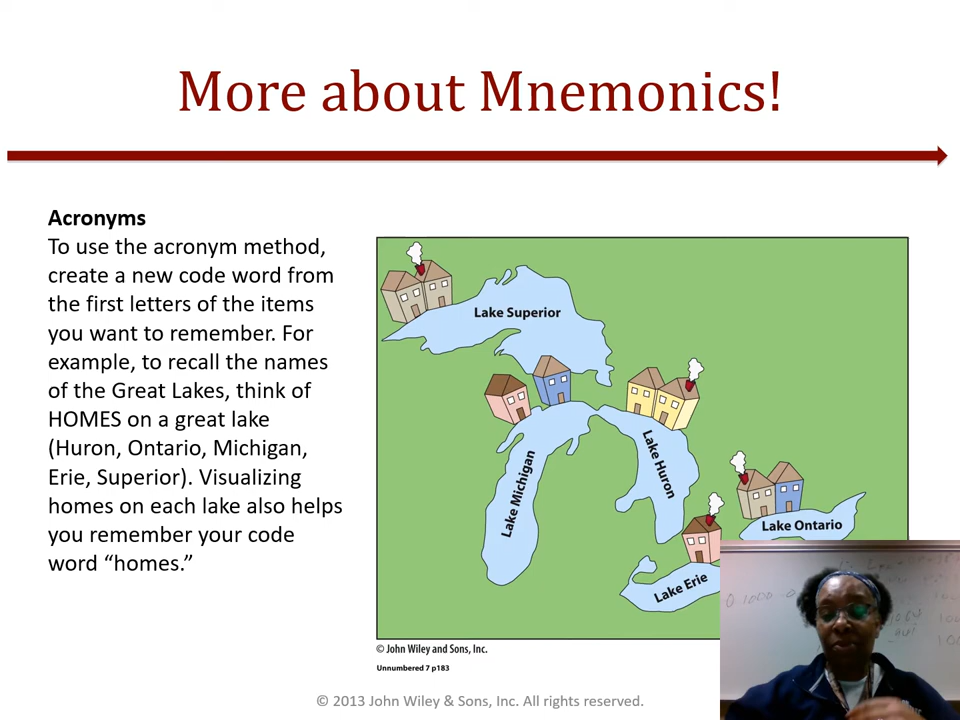 More about Mnemonics!
Acronyms
To use the acronym method,
create a new code word from
the first letters of the items
you want to remember. For
example, to recall the names
of the Great Lakes, think of
HOMES on a great lake
(Huron, Ontario, Michigan,
Erie, Superior). Visualizing
homes on each lake also helps
you remember your code
word “homes.”
Lake Superior
Lake Michigan
Lake Huron
Lake Ontario
Lake Erie
© John Wiley and Sons, Inc.
Unnumbered 7 p183
© 2013 John Wiley & Sons, Inc. All rights reserved.